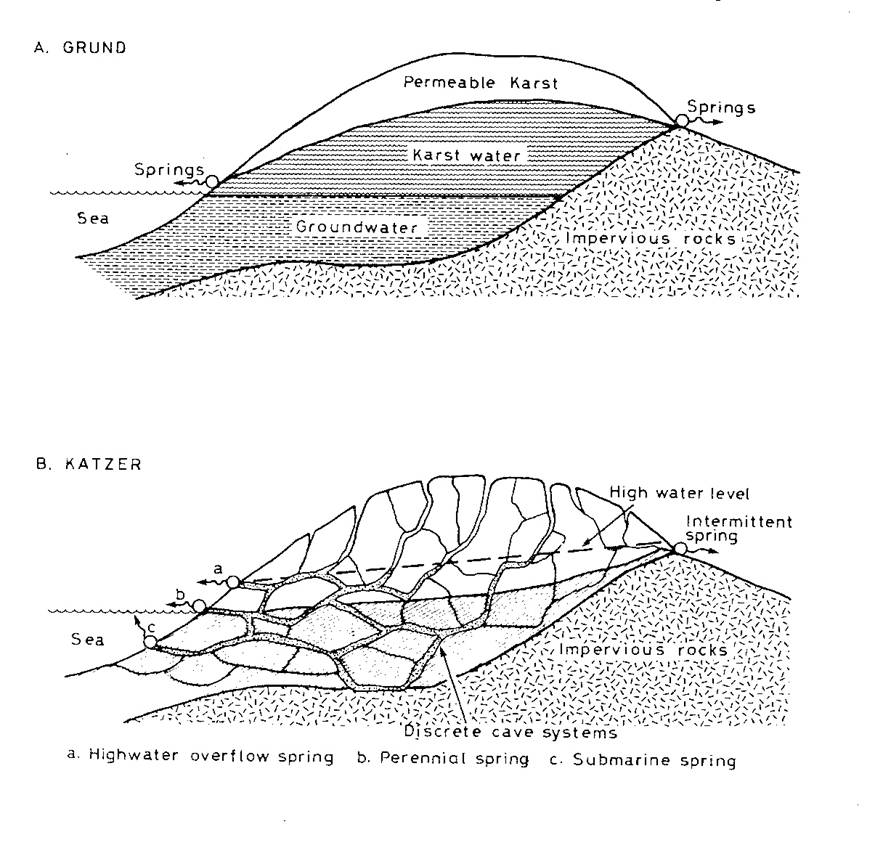 A. GRUND
Permeable Karst
Springs
Karst water
Springs
Sea
Groundwater
Impervious rocks
B. KATZER
High water level
Intermittent
spring
a
b
c
Sea
Impervious rocks
Discrete cave systems
a. Highwater overflow spring b. Perennial spring c. Submarine spring